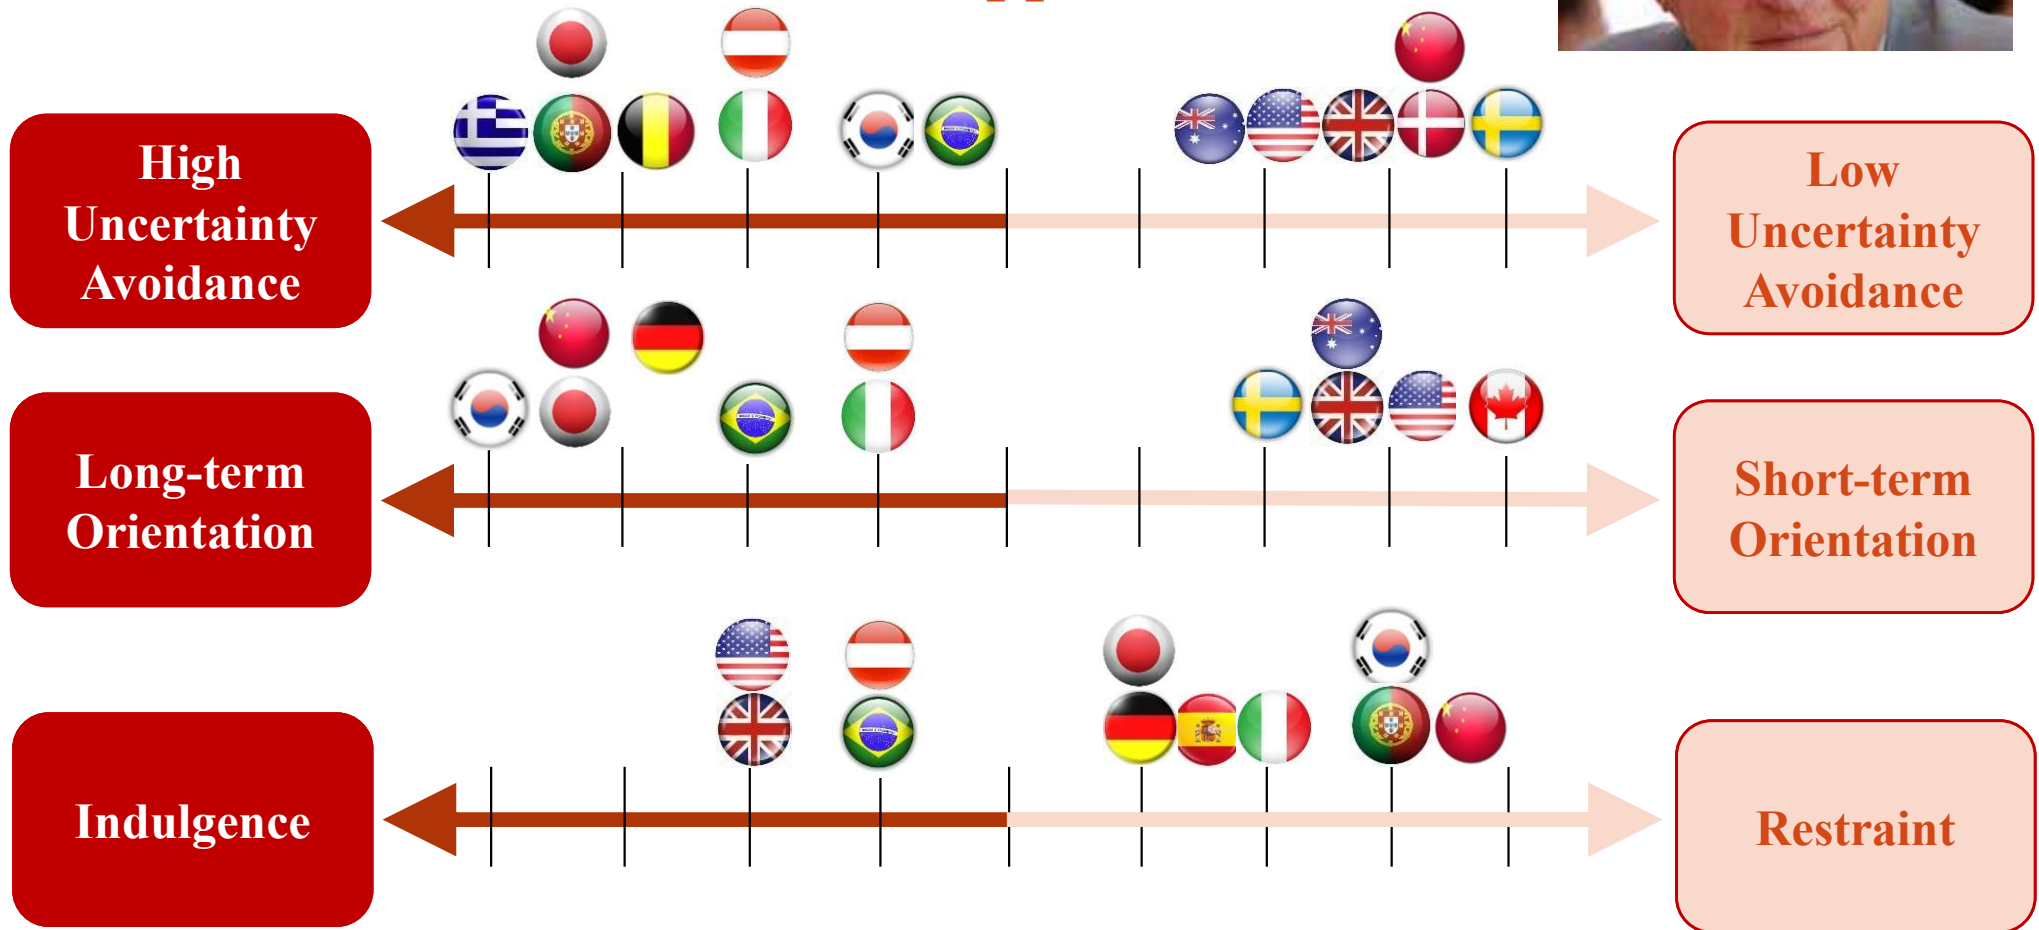 High
Uncertainty
Avoidance
Low
Uncertainty
Avoidance
Long-term
Orientation
Short-term
Orientation
Indulgence
Restraint